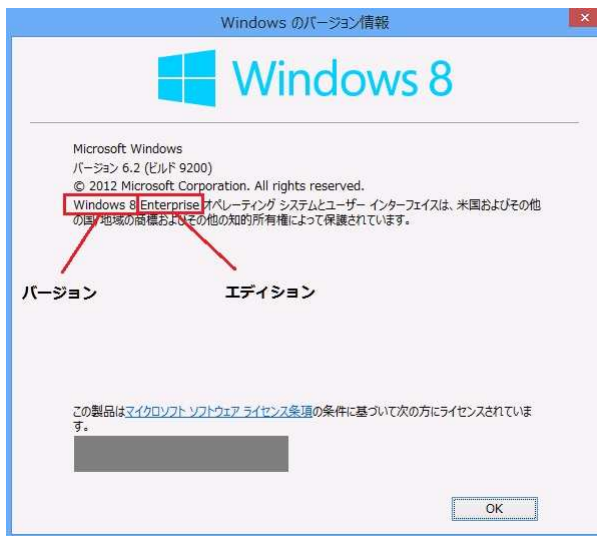 Windows のバージョン情報
Windows 8
Microsoft Windows
バージョン 6.2 (ビルド 9200)
© 2012 Microsoft Corporation. All rights reserved.
Windows 8 Enterprise オペレーティング システムとユーザー インターフェイスは、米国およびその他
の国/地域の商標およびその他の知的所有権によって保護されています。
バージョン
エディション
この製品はマイクロソフト ソフトウェア ライセンス条項の条件に基づいて次の方にライセンスされていま
す。
OK